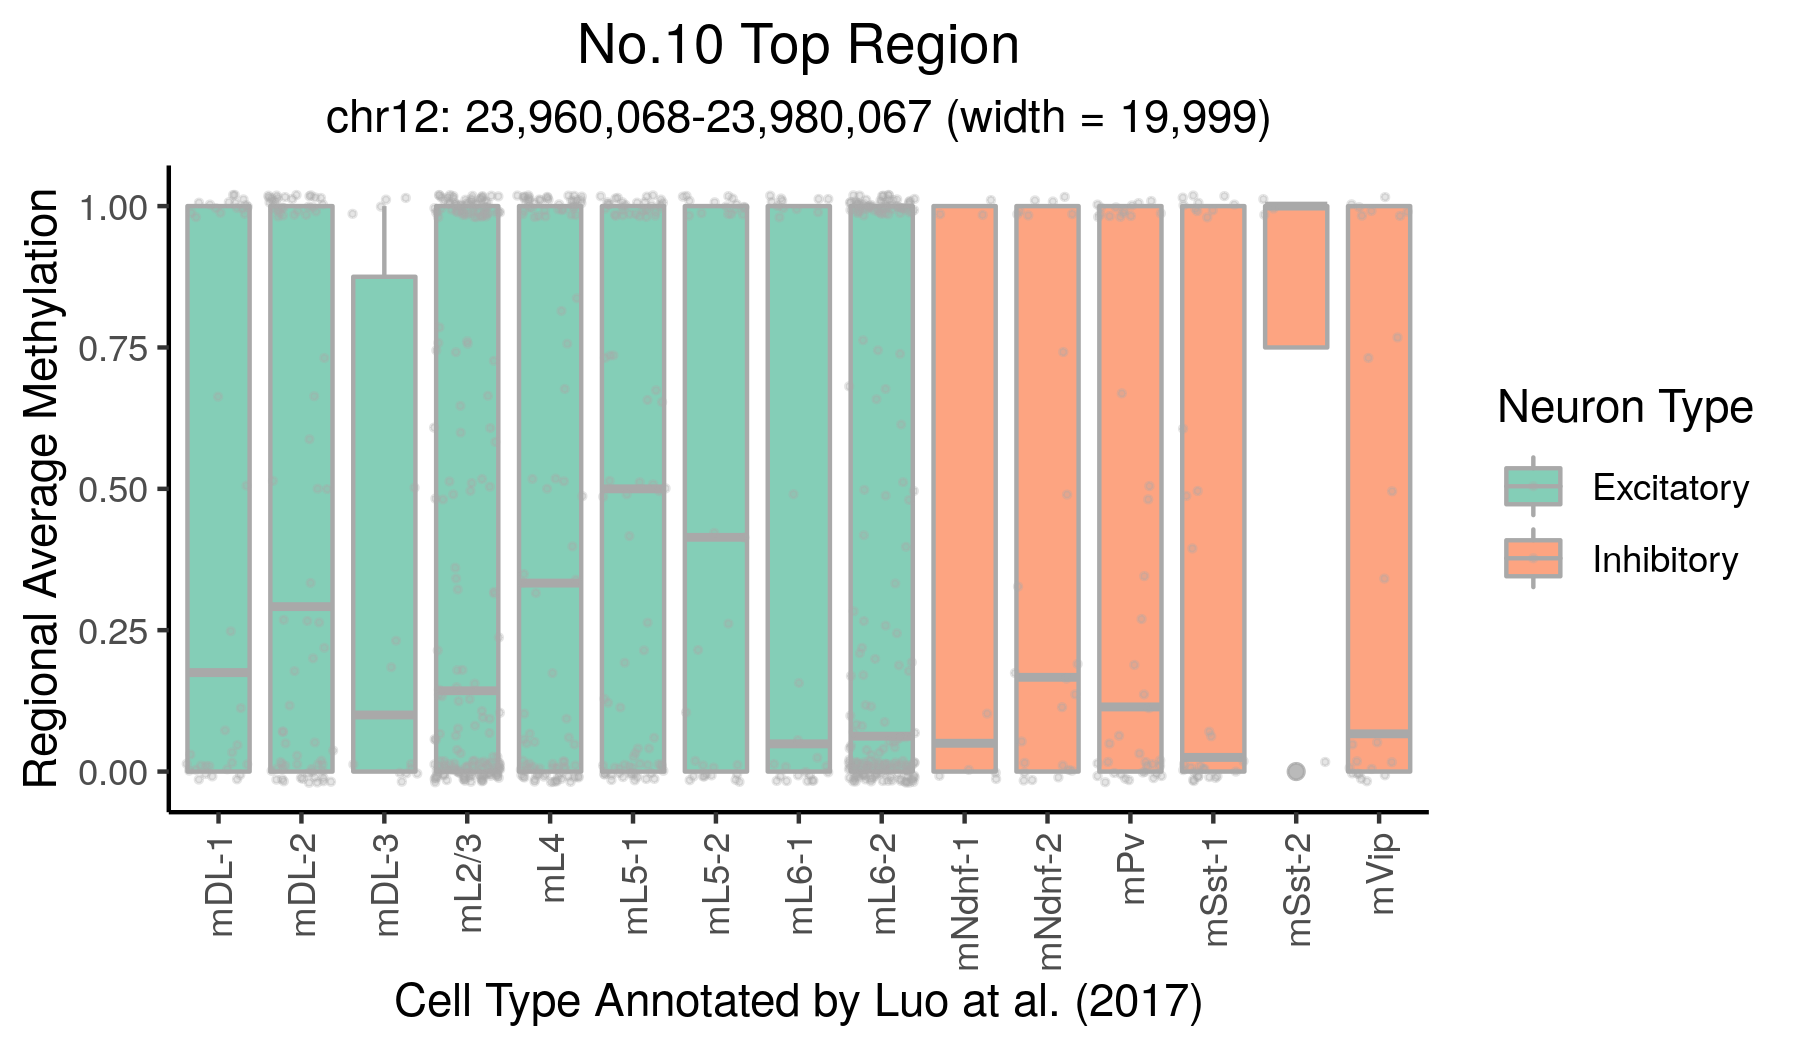 No.10 Top Region
chr12: 23,960,068-23,980,067 (width = 19,999)
Regional Average Methylation
1.00
0.75
0.50
0.25
0.00
mDL-1
mDL-2
mDL-3
mL2/3
mL4
mL5-1
mL5-2
mL6-1
mL6-2
mNdnf-1
mNdnf-2
mPv
mSst-1
mSst-2
mVip
Cell Type Annotated by Luo at al. (2017)
Neuron Type
Excitatory
Inhibitory